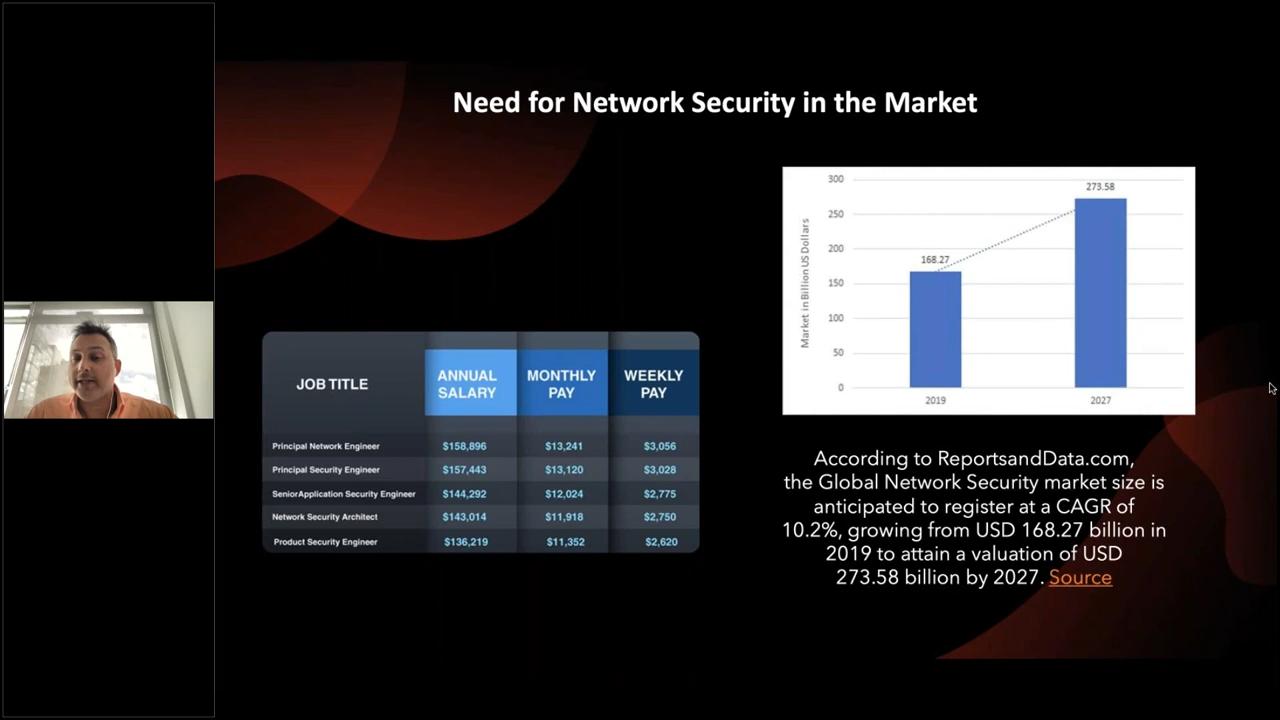 Need for Network Security in the Market
JOB TITLE
ANNUAL SALARY
MONTHLY PAY
WEEKLY PAY
Principal Network Engineer $158,896 $13,241 $3,056
Principal Security Engineer $157,443 $13,120 $3,028
SeniorApplication Security Engineer $144,292 $12,024 $2,775
Network Security Architect $143,014 $11,918 $2,750
Product Security Engineer $136,219 $11,352 $2,620
Market in Billion US Dollars
300
250
200
150
100
50
0
168.27
273.58
2019
2027
According to ReportsandData.com,
the Global Network Security market size is
anticipated to register at a CAGR of
10.2%, growing from USD 168.27 billion in
2019 to attain a valuation of USD
273.58 billion by 2027. Source